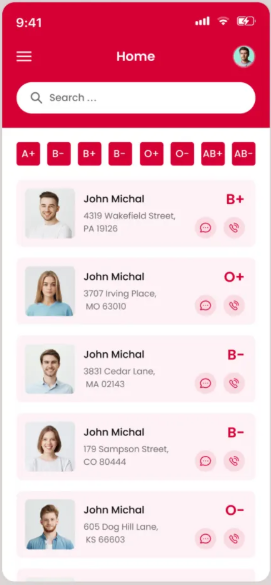 9:41
Home
Search ...
A+ B- B+ B- O+ O- AB+ AB-
John Michal B+
4319 Wakefield Street,
PA 19126
John Michal O+
3707 Irving Place,
MO 63010
John Michal B-
3831 Cedar Lane,
MA 02143
John Michal B-
179 Sampson Street,
CO 80444
John Michal O-
605 Dog Hill Lane,
KS 66603